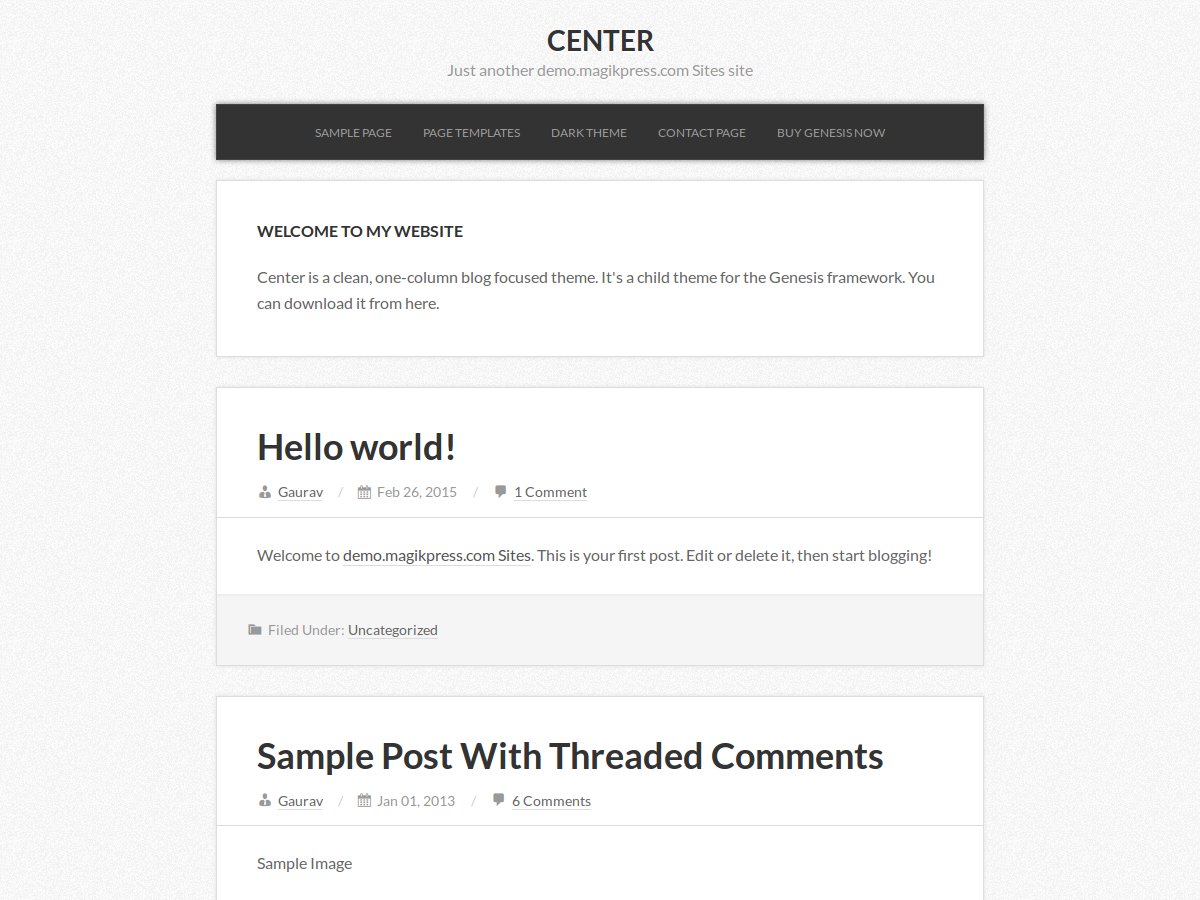 CENTER
Just another demo.magikpress.com Sites site
SAMPLE PAGE PAGE TEMPLATES DARK THEME CONTACT PAGE BUY GENESIS NOW
WELCOME TO MY WEBSITE
Center is a clean, one-column blog focused theme. It's a child theme for the Genesis framework. You
can download it from here.
Hello world!
Gaurav / Feb 26, 2015 / 1 Comment
Welcome to demo.magikpress.com Sites. This is your first post. Edit or delete it, then start blogging!
Filed Under: Uncategorized
Sample Post With Threaded Comments
Gaurav / Jan 01, 2013 / 6 Comments
Sample Image